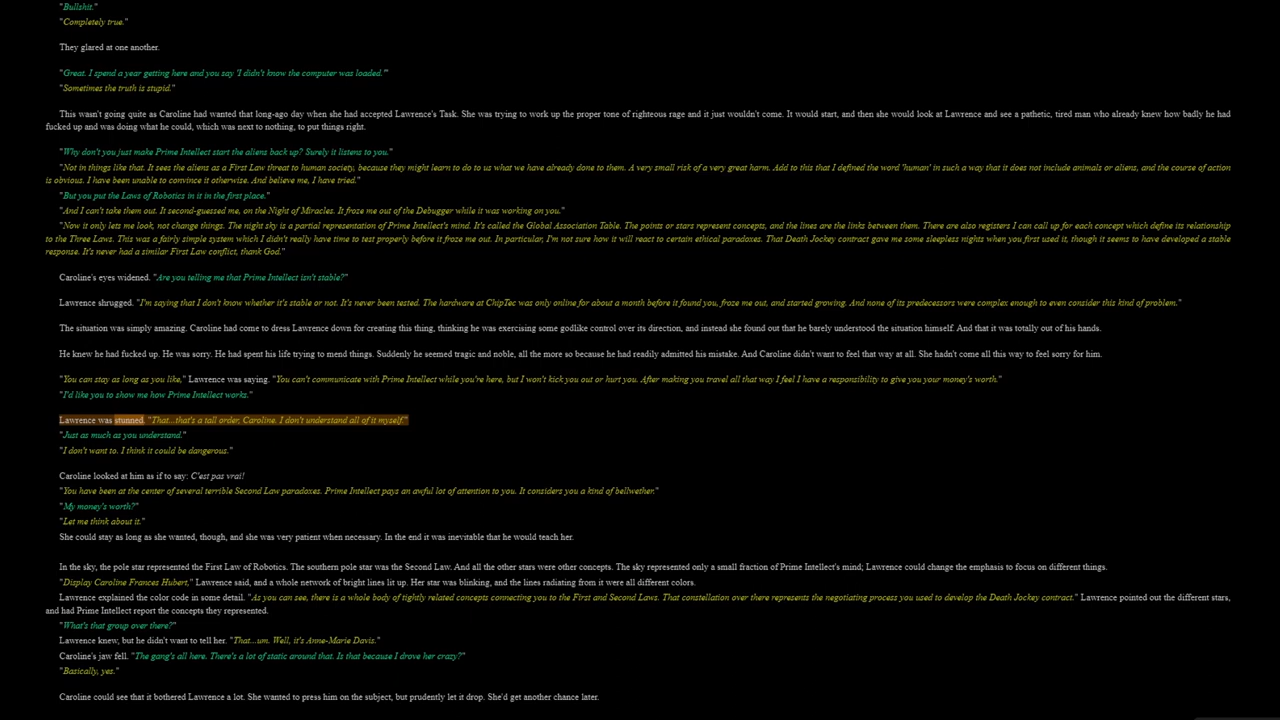 "Bullshit."
"Completely true."
They glared at one another.
"Great. I spend a year getting here and you say 'I didn't know the computer was loaded.'"
"Sometimes the truth is stupid."
This wasn't going quite as Caroline had wanted that long-ago day when she had accepted Lawrence's Task. She was trying to work up the proper tone of righteous rage and it just wouldn't come. It would start, and then she would look at Lawrence and see a pathetic, tired man who already knew how badly he had
fucked up and was doing what he could, which was next to nothing, to put things right.
"Why don't you just make Prime Intellect start the aliens back up? Surely it listens to you."
"Not in things like that. It sees the aliens as a First Law threat to human society, because they might learn to do to us what we have already done to them. A very small risk of a very great harm. Add to this that I defined the word 'human' in such a way that it does not include animals or aliens, and the course of action
is obvious. I have been unable to convince it otherwise. And believe me, I have tried."
"But you put the Laws of Robotics in it in the first place."
"And I can't take them out. It second-guessed me, on the Night of Miracles. It froze me out of the Debugger while it was working on you."
"Now it only lets me look, not change things. The night sky is a partial representation of Prime Intellect's mind. It's called the Global Association Table. The points or stars represent concepts, and the lines are the links between them. There are also registers I can call up for each concept which define its relationship
to the Three Laws. This was a fairly simple system which I didn't really have time to test properly before it froze me out. In particular, I'm not sure how it will react to certain ethical paradoxes. That Death Jockey contract gave me some sleepless nights when you first used it, though it seems to have developed a stable
response. It's never had a similar First Law conflict, thank God."
Caroline's eyes widened. "Are you telling me that Prime Intellect isn't stable?"
Lawrence shrugged. "I'm saying that I don't know whether it's stable or not. It's never been tested. The hardware at ChipTec was only online for about a month before it found you, froze me out, and started growing. And none of its predecessors were complex enough to even consider this kind of problem."
The situation was simply amazing. Caroline had come to dress Lawrence down for creating this thing, thinking he was exercising some godlike control over its direction, and instead she found out that he barely understood the situation himself. And that it was totally out of his hands.
He knew he had fucked up. He was sorry. He had spent his life trying to mend things. Suddenly he seemed tragic and noble, all the more so because he had readily admitted his mistake. And Caroline didn't want to feel that way at all. She hadn't come all this way to feel sorry for him.
"You can stay as long as you like," Lawrence was saying. "You can't communicate with Prime Intellect while you're here, but I won't kick you out or hurt you. After making you travel all that way I feel I have a responsibility to give you your money's worth."
"I'd like you to show me how Prime Intellect works."
Lawrence was stunned. "That...that's a tall order, Caroline. I don't understand all of it myself."
"Just as much as you understand."
"I don't want to. I think it could be dangerous."
Caroline looked at him as if to say: C'est pas vrai!
"You have been at the center of several terrible Second Law paradoxes. Prime Intellect pays an awful lot of attention to you. It considers you a kind of bellwether."
"My money's worth?"
"Let me think about it."
She could stay as long as she wanted, though, and she was very patient when necessary. In the end it was inevitable that he would teach her.
In the sky, the pole star represented the First Law of Robotics. The southern pole star was the Second Law. And all the other stars were other concepts. The sky represented only a small fraction of Prime Intellect's mind; Lawrence could change the emphasis to focus on different things.
"Display Caroline Frances Hubert," Lawrence said, and a whole network of bright lines lit up. Her star was blinking, and the lines radiating from it were all different colors.
Lawrence explained the color code in some detail. "As you can see, there is a whole body of tightly related concepts connecting you to the First and Second Laws. That constellation over there represents the negotiating process you used to develop the Death Jockey contract." Lawrence pointed out the different stars,
and had Prime Intellect report the concepts they represented.
"What's that group over there?"
Lawrence knew, but he didn't want to tell her. "That...um. Well, it's Anne-Marie Davis."
Caroline's jaw fell. "The gang's all here. There's a lot of static around that. Is that because I drove her crazy?"
"Basically, yes."
Caroline could see that it bothered Lawrence a lot. She wanted to press him on the subject, but prudently let it drop. She'd get another chance later.